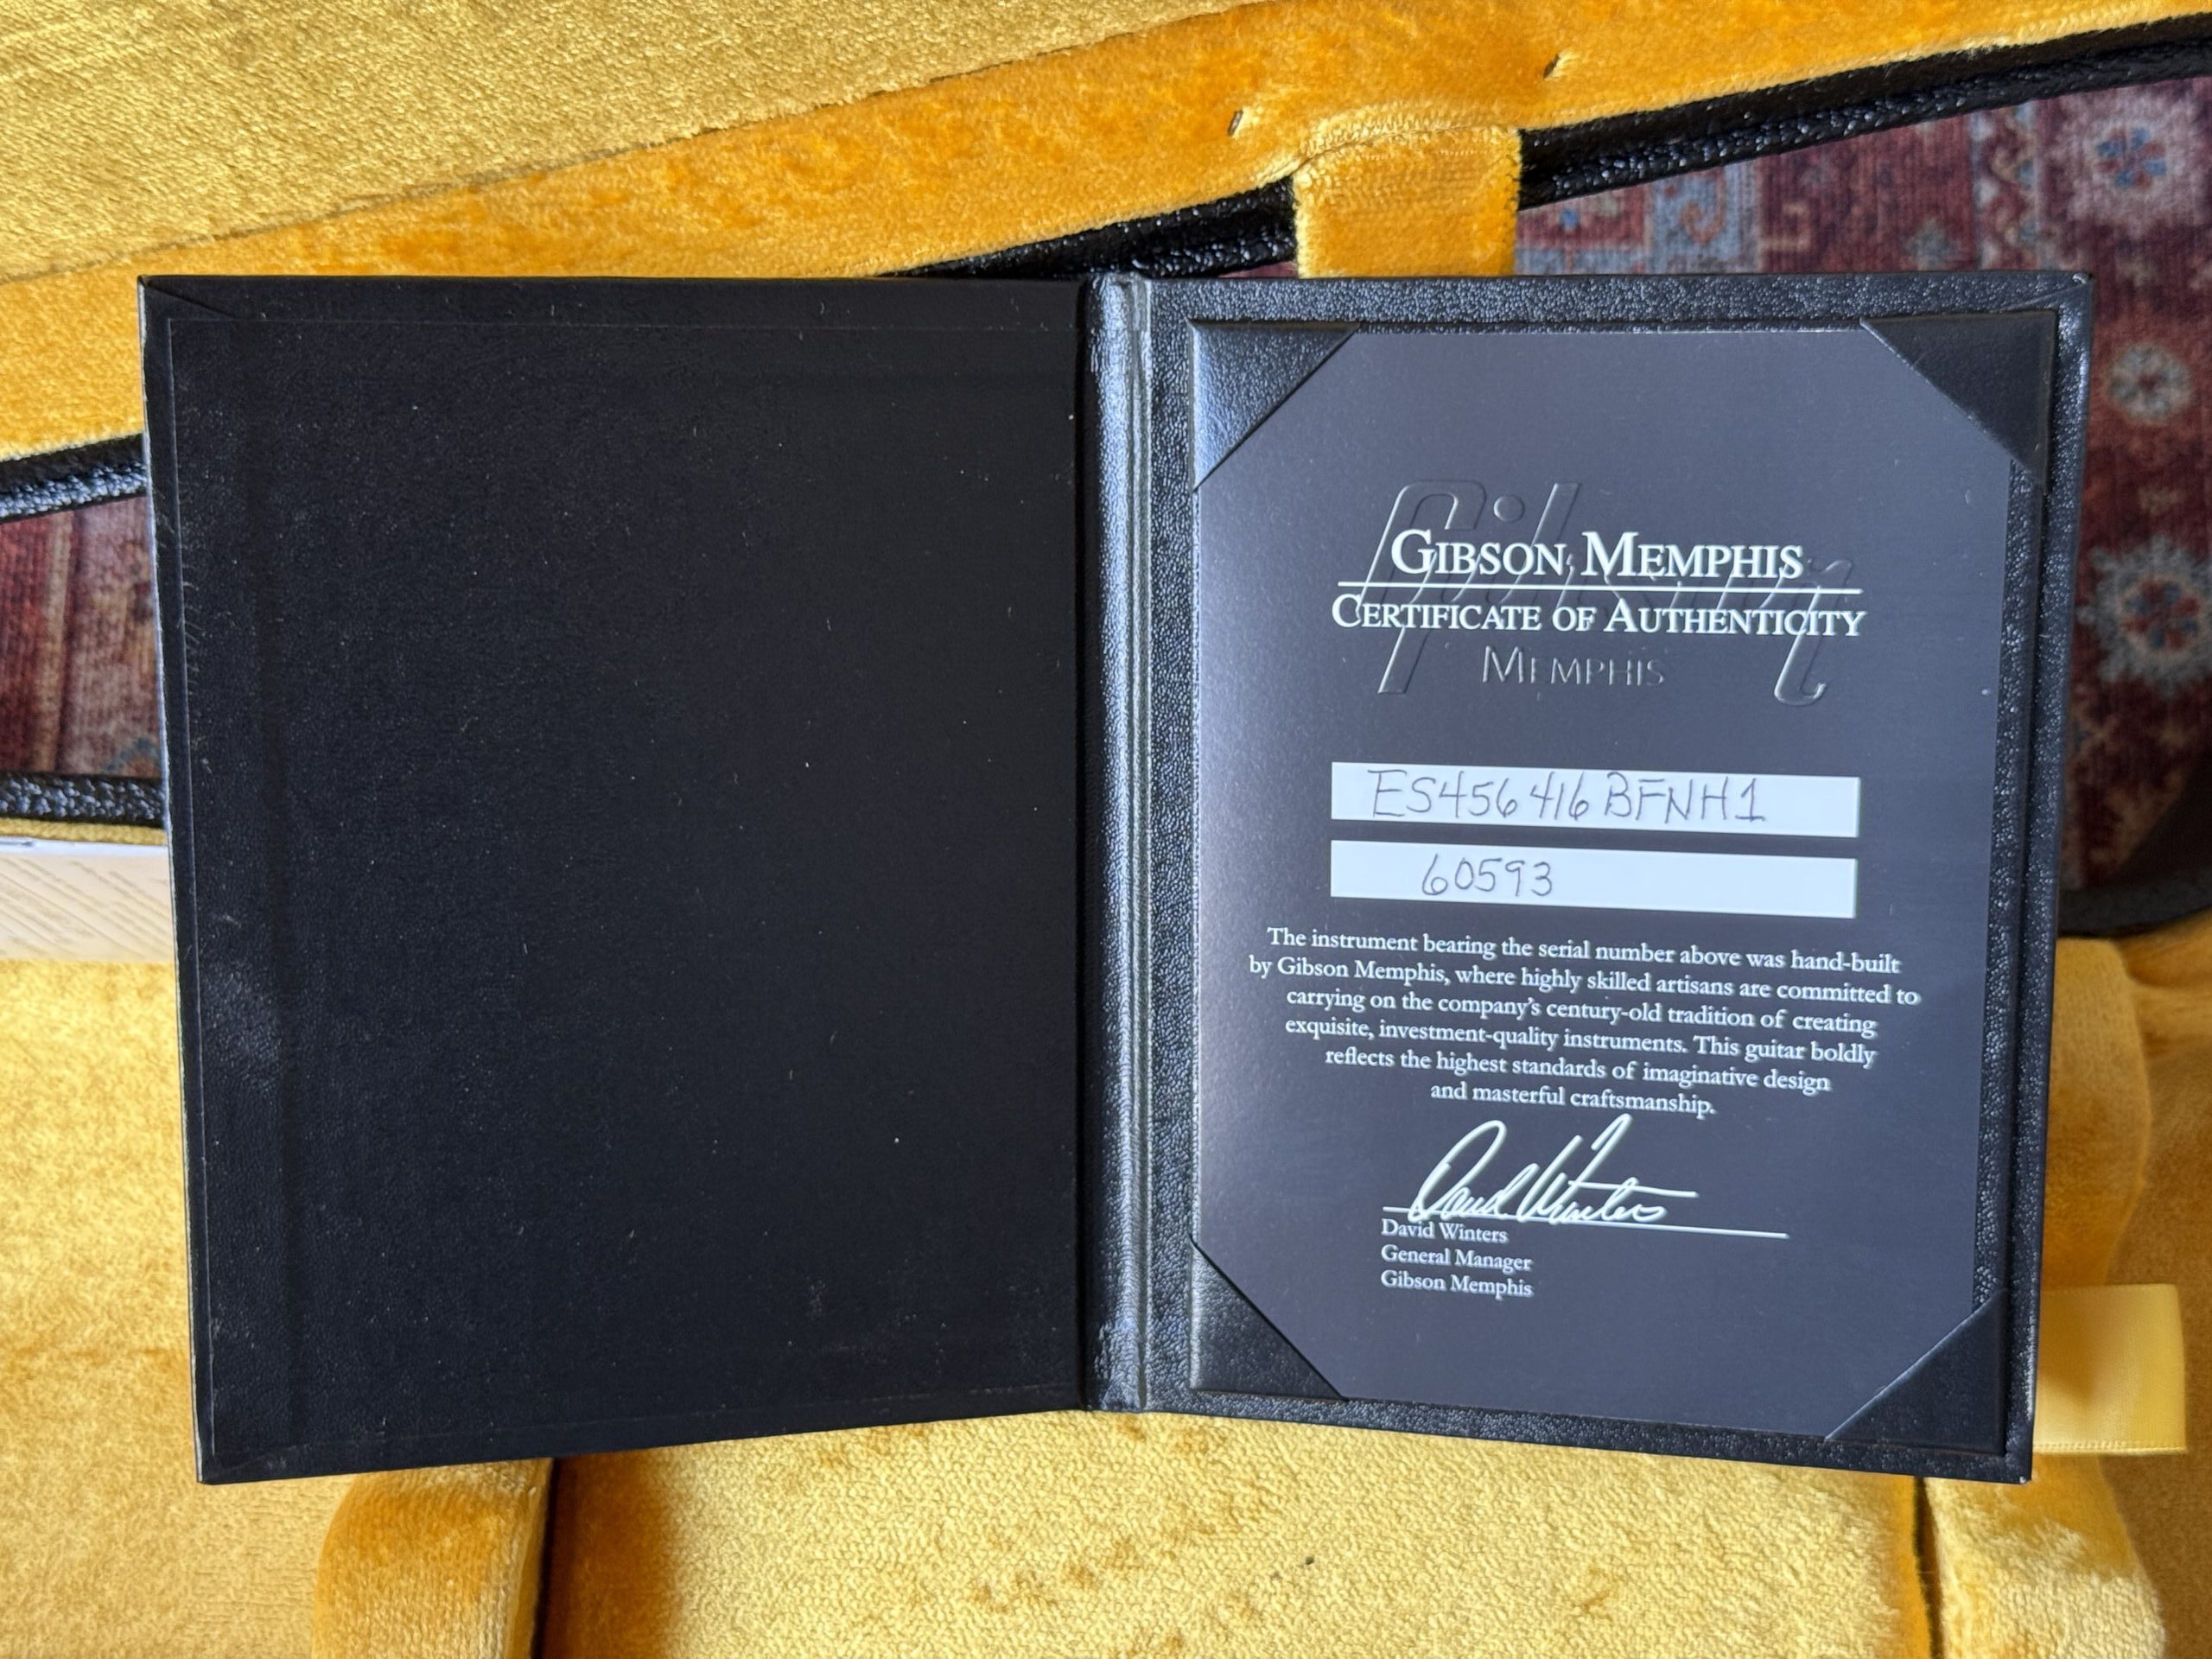 Gibson Memphis
Certificate of Authenticity
Memphis
ES456416BFNH1
60593
The instrument bearing the serial number above was hand-built
by Gibson Memphis, where highly skilled artisans are committed to
carrying on the company's century-old tradition of creating
exquisite, investment-quality instruments. This guitar boldly
reflects the highest standards of imaginative design
and masterful craftsmanship.
David Winters
David Winters
General Manager
Gibson Memphis